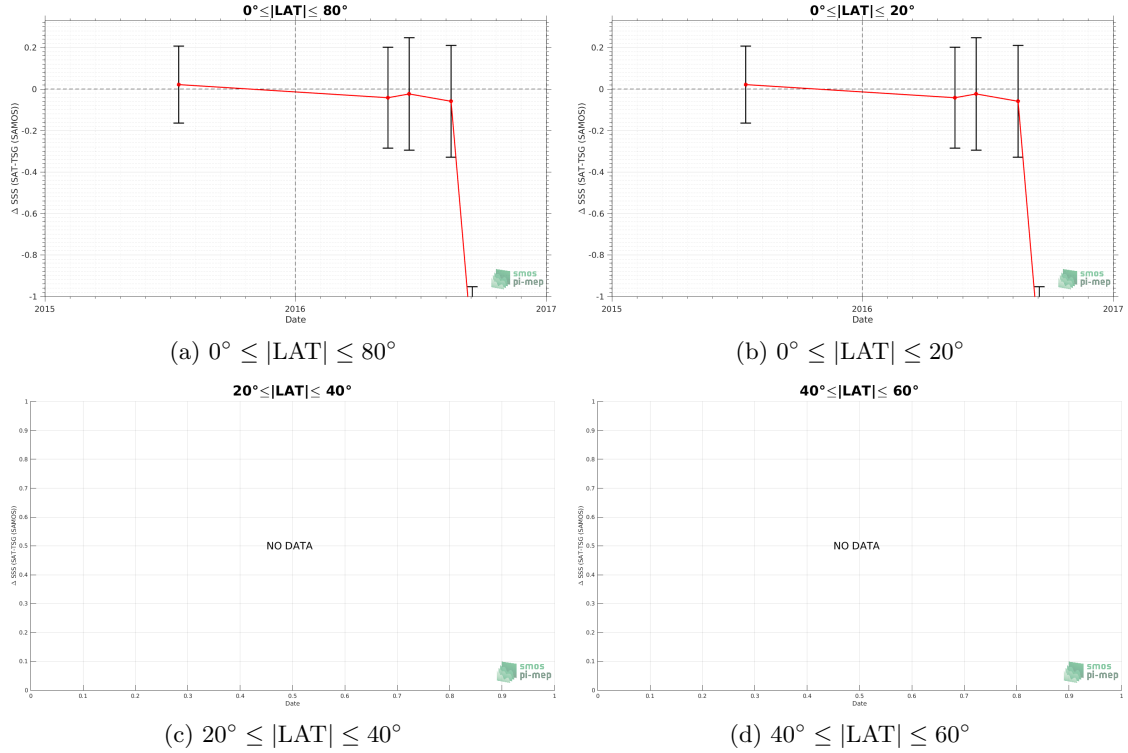 0°≤|LAT|≤ 80°
0.2
0
-0.2
-0.4
-0.6
-0.8
-1
Δ SSS (SAT-TSG (SAMOS))
2015
2016
2017
Date
smos
pi-mep
(a) 0° ≤ |LAT| ≤ 80°
0°≤|LAT|≤ 20°
0.2
0
-0.2
-0.4
-0.6
-0.8
-1
Δ SSS (SAT-TSG (SAMOS))
2015
2016
2017
Date
smos
pi-mep
(b) 0° ≤ |LAT| ≤ 20°
20°≤|LAT|≤ 40°
1
0.9
0.8
0.7
0.6
0.5
0.4
0.3
0.2
0.1
0
Δ SSS (SAT-TSG (SAMOS))
NO DATA
0 0.1 0.2 0.3 0.4 0.5 0.6 0.7 0.8 0.9 1
Date
smos
pi-mep
(c) 20° ≤ |LAT| ≤ 40°
40°≤|LAT|≤ 60°
1
0.9
0.8
0.7
0.6
0.5
0.4
0.3
0.2
0.1
0
Δ SSS (SAT-TSG (SAMOS))
NO DATA
0 0.1 0.2 0.3 0.4 0.5 0.6 0.7 0.8 0.9 1
Date
smos
pi-mep
(d) 40° ≤ |LAT| ≤ 60°